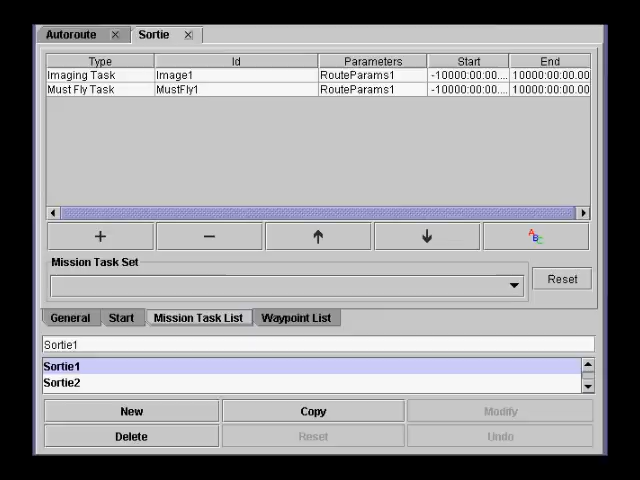 Autoroute Sortie
Type Id Parameters Start End
Imaging Task Image1 RouteParams1 -10000:00:00.... 10000:00:00.00
Must Fly Task MustFly1 RouteParams1 -10000:00:00.... 10000:00:00.00
+ −
ABC
Mission Task Set
Reset
General Start Mission Task List Waypoint List
Sortie1
Sortie1
Sortie2
New Copy Modify
Delete Reset Undo